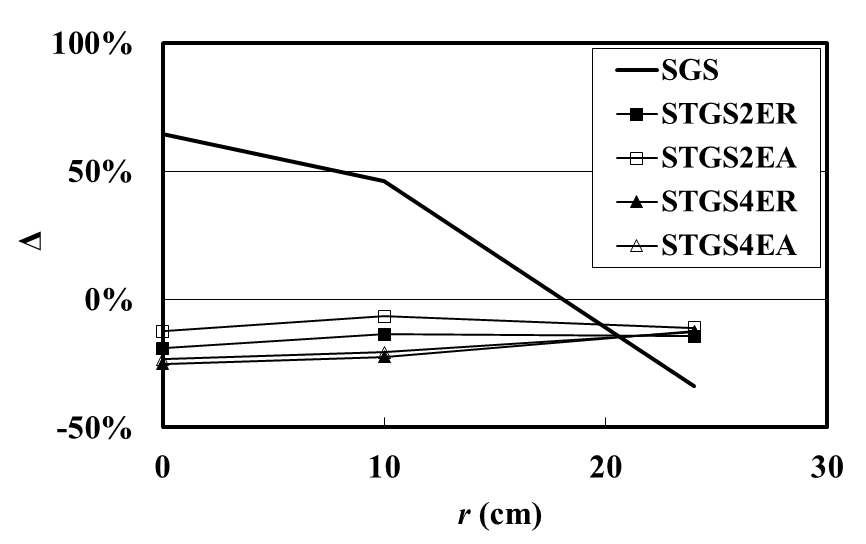 100%
50%
0%
-50%
Δ
0
10
20
30
r (cm)
SGS
STGS2ER
STGS2EA
STGS4ER
STGS4EA